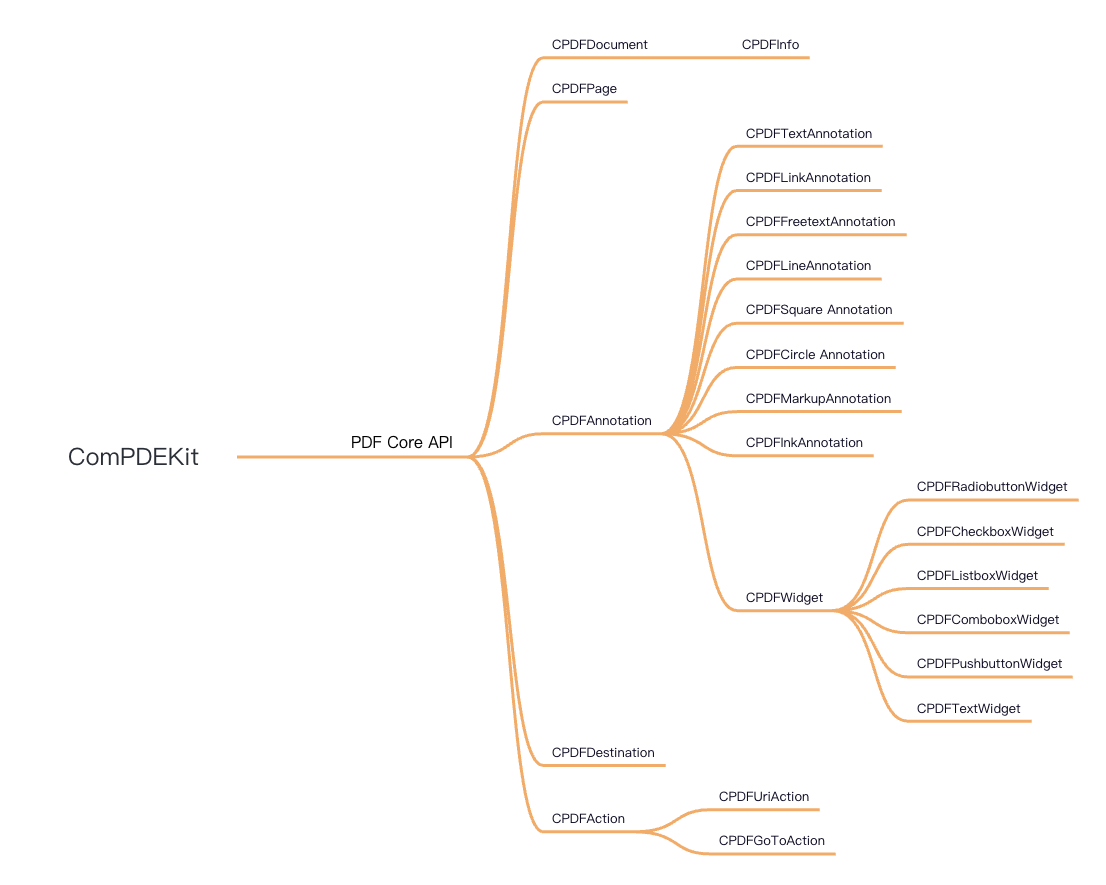 CPDFDocument
CPDFInfo
CPDFPage
CPDFTextAnnotation
CPDFLinkAnnotation
CPDFFreetextAnnotation
CPDFLineAnnotation
CPDFSquare Annotation
CPDFCircle Annotation
CPDFMarkupAnnotation
CPDFAnnotation
PDF Core API
CPDFInkAnnotation
ComPDEKit
CPDFRadiobuttonWidget
CPDFCheckboxWidget
CPDFListboxWidget
CPDFWidget
CPDFComboboxWidget
CPDFPushbuttonWidget
CPDFTextWidget
CPDFDestination
CPDFUriAction
CPDFAction
CPDFGoToAction